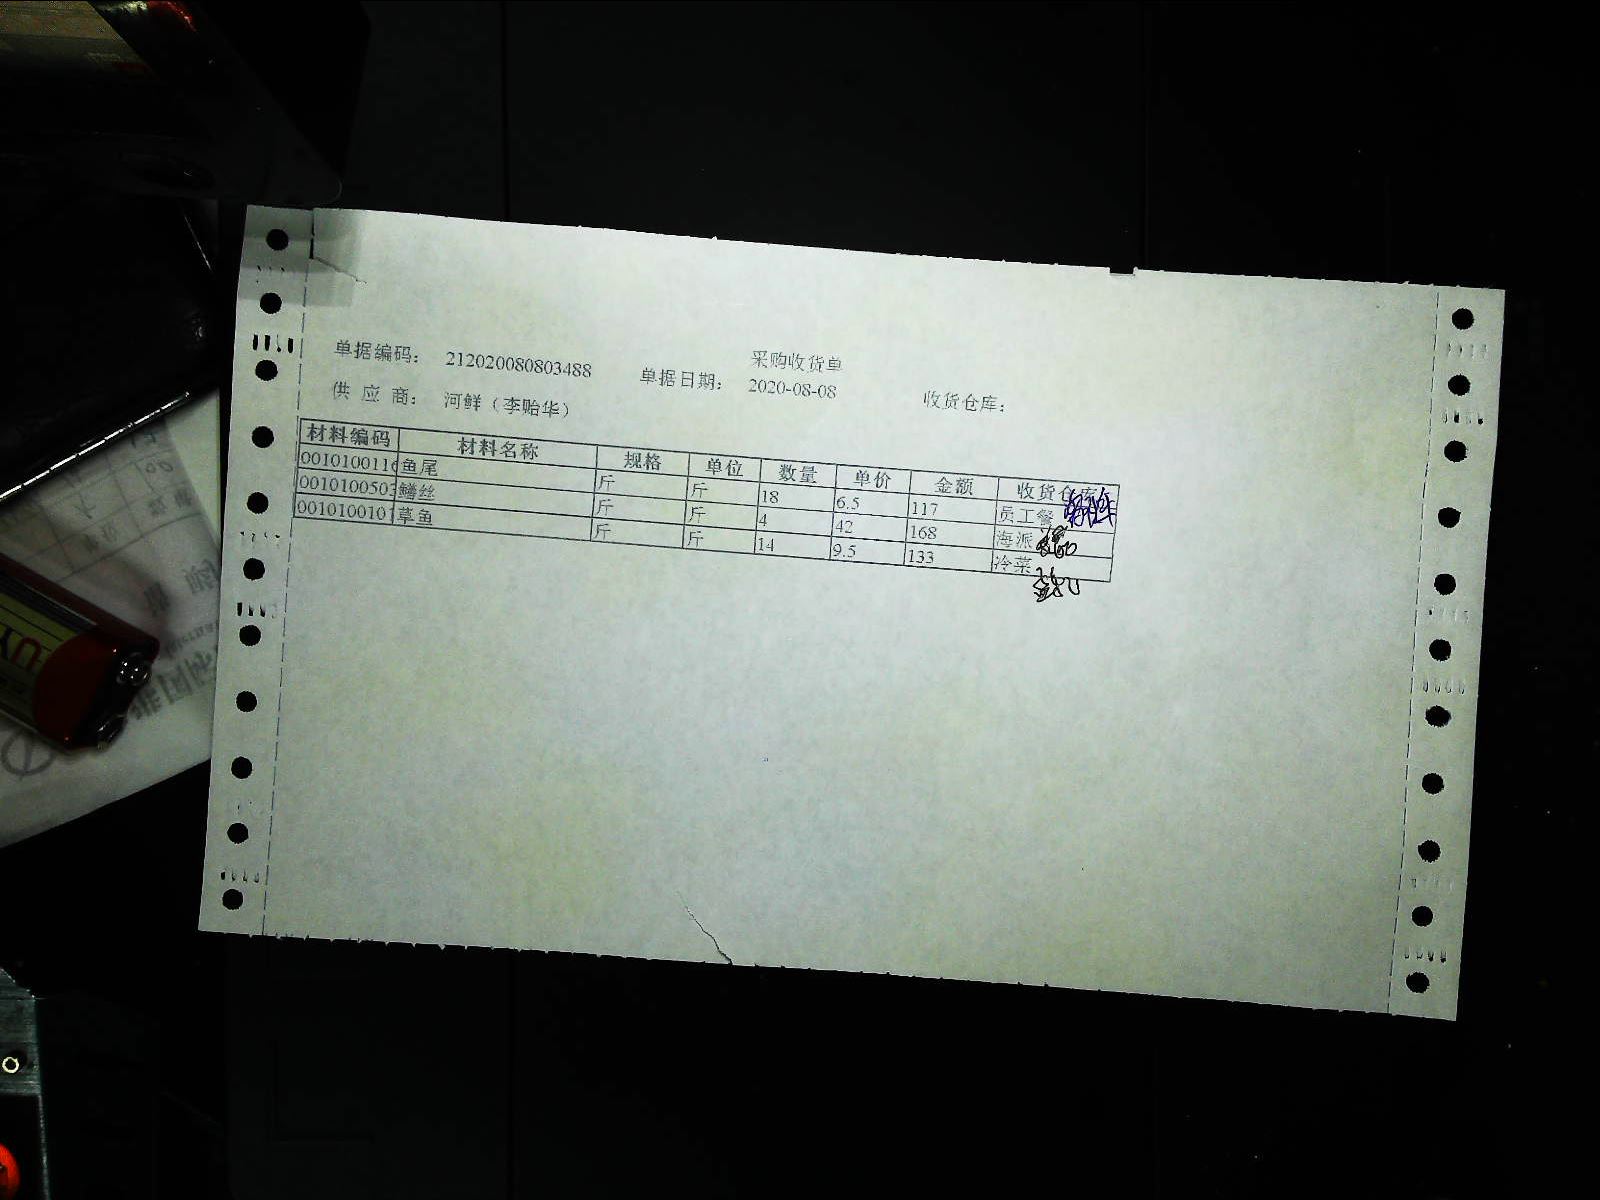 采购收货单
单据编码： 212020080803488 单据日期： 2020-08-08 收货仓库：
供 应 商： 河鲜（李贻华）
材料编码 材料名称 规格 单位 数量 单价 金额 收货仓库
0010100116 鱼尾 斤 斤 18 6.5 117 员工餐
0010100503 鳝丝 斤 斤 4 42 168 海派
0010100101 草鱼 斤 斤 14 9.5 133 冷菜